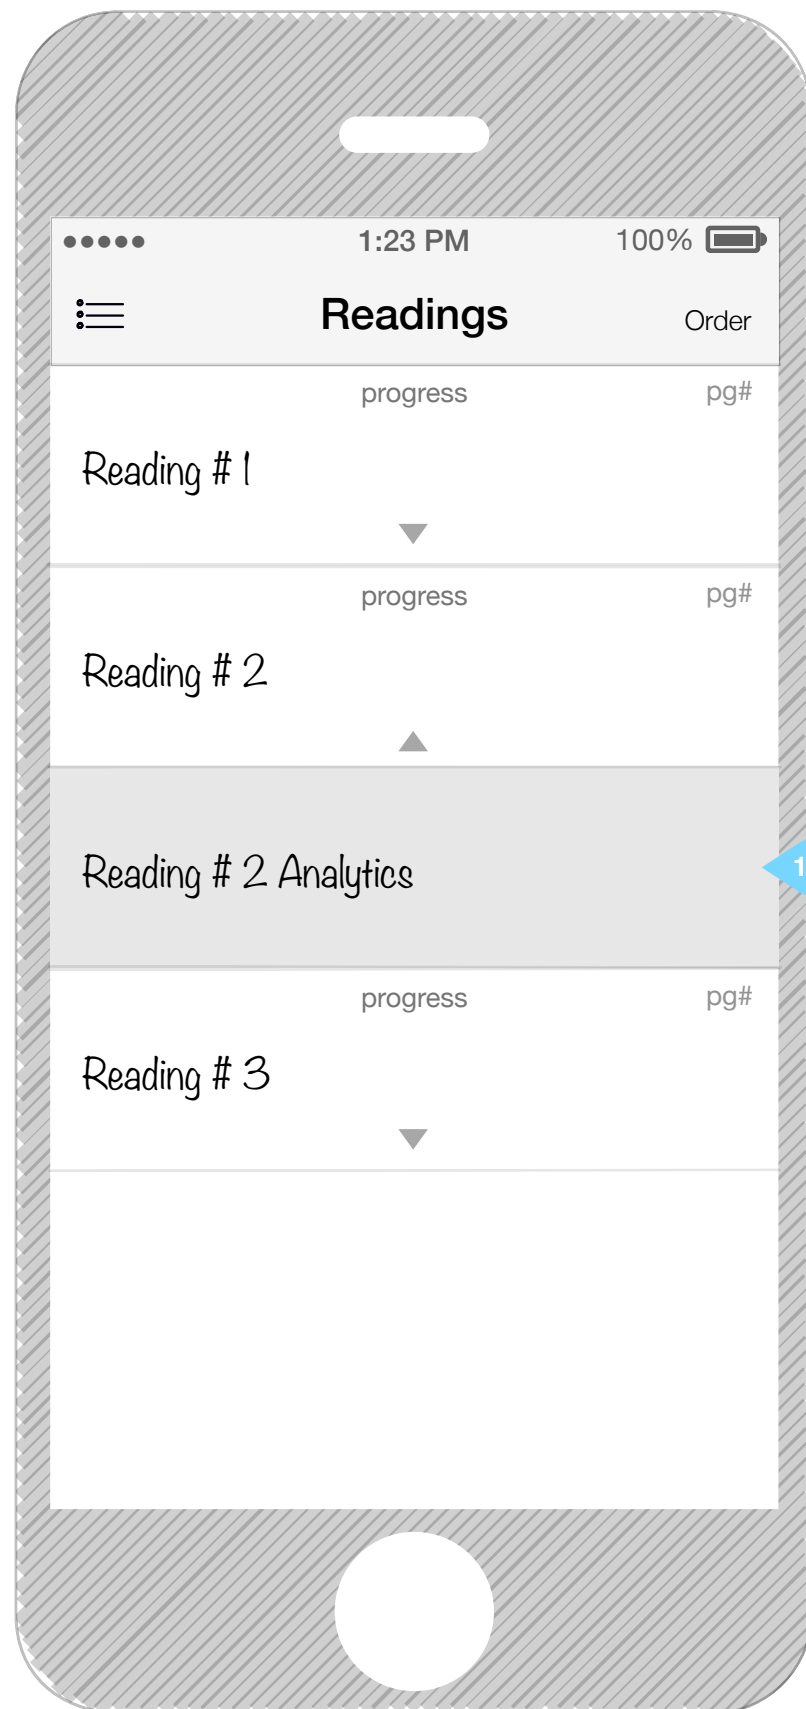 1:23 PM 100%
Readings Order
progress pg#
Reading # 1
progress pg#
Reading # 2
Reading # 2 Analytics
1
progress pg#
Reading # 3